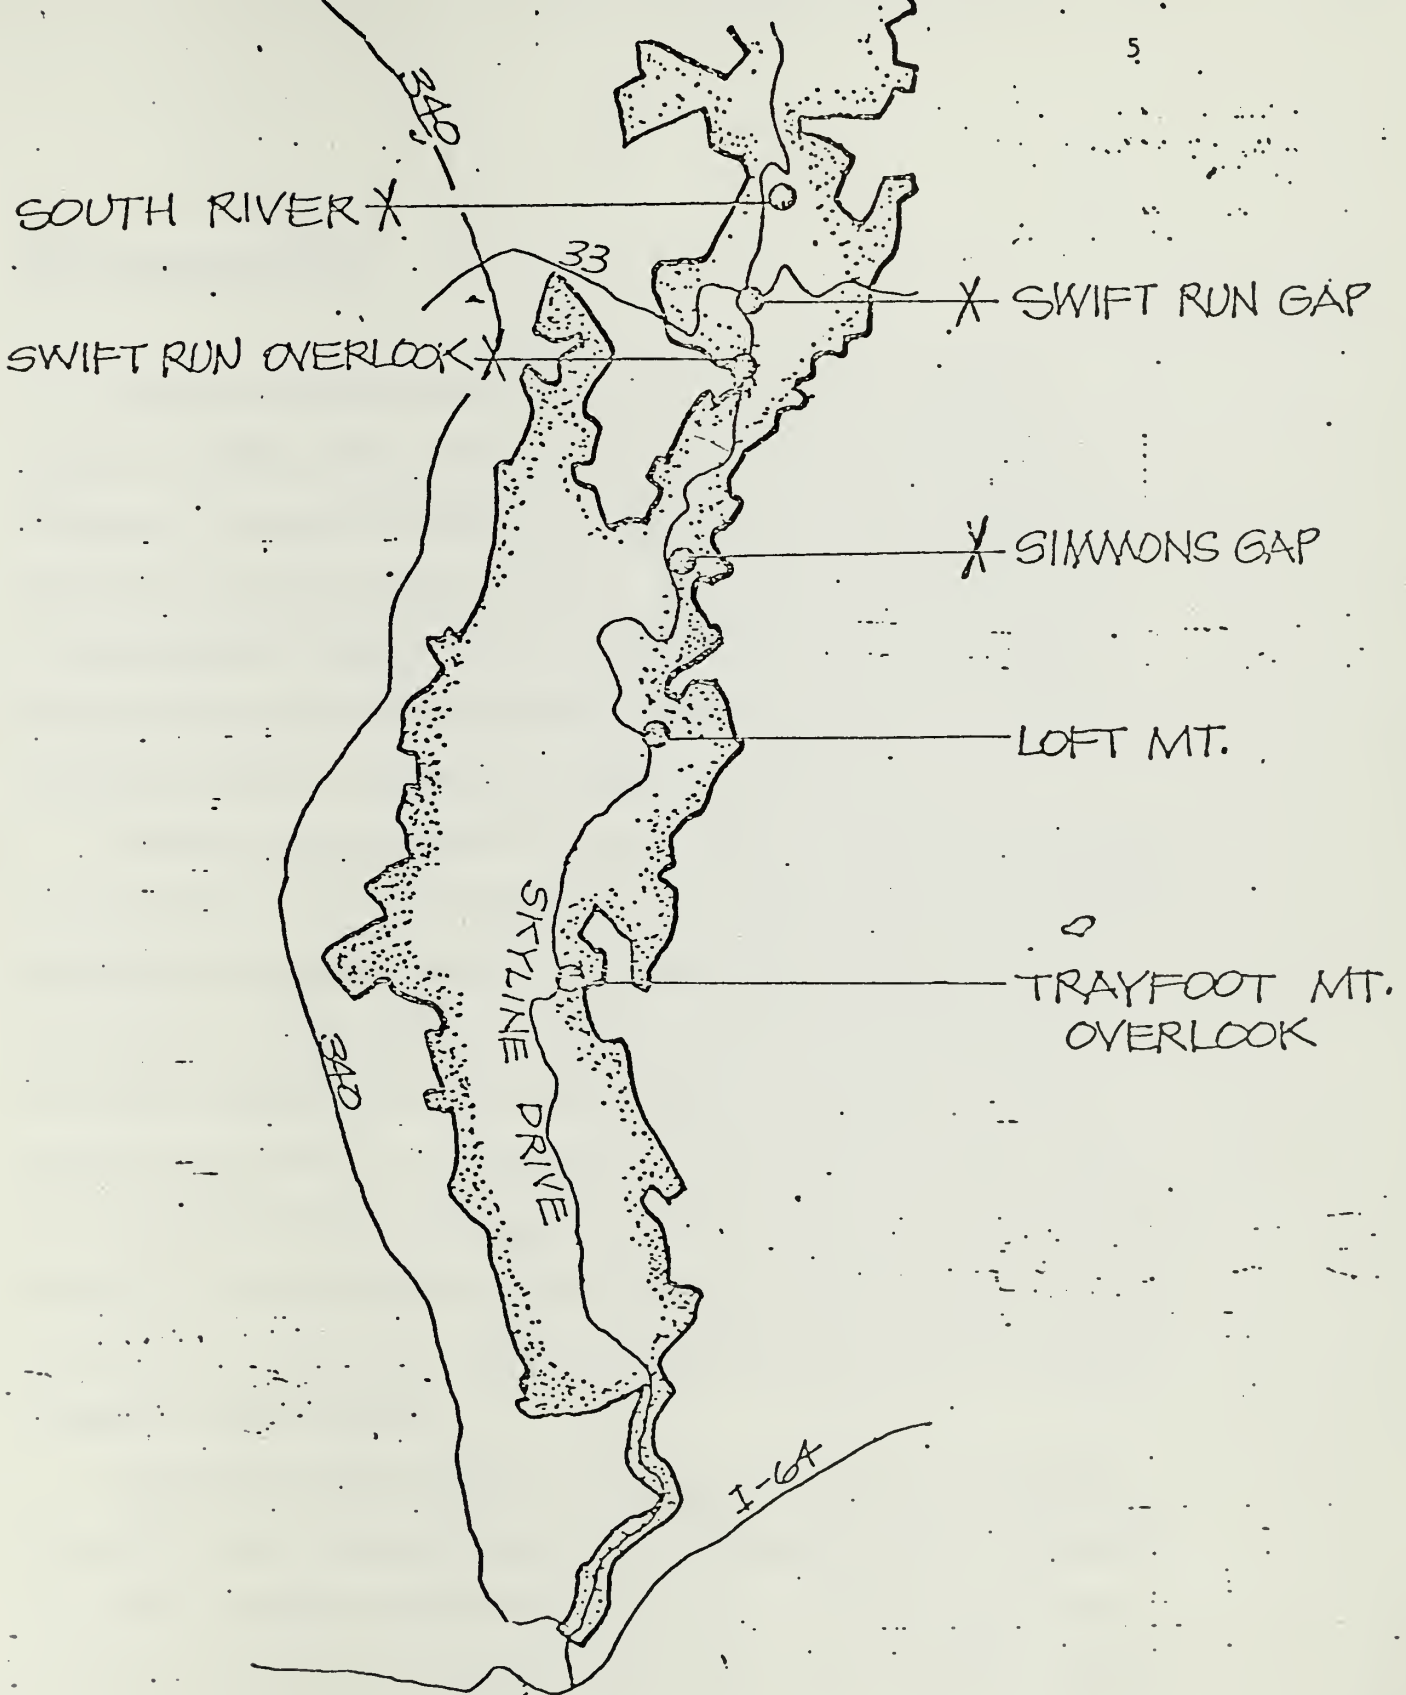 5
340
SOUTH RIVER X
33
X SWIFT RUN GAP
SWIFT RUN OVERLOOK X
X SIMMONS GAP
LOFT MT.
SKYLINE DRIVE
TRAYFOOT MT.
OVERLOOK
340
I-64